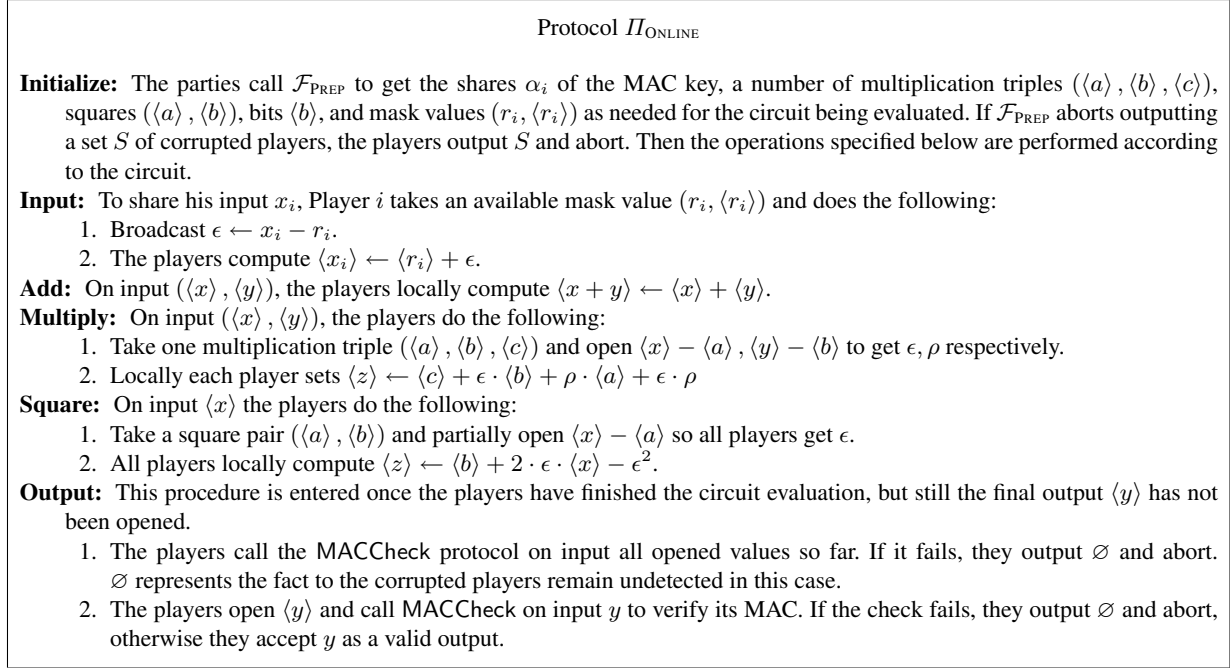 Protocol Π_ONLINE
Initialize: The parties call F_PREP to get the shares α_i of the MAC key, a number of multiplication triples (⟨a⟩, ⟨b⟩, ⟨c⟩),
squares (⟨a⟩, ⟨b⟩), bits ⟨b⟩, and mask values (r_i, ⟨r_i⟩) as needed for the circuit being evaluated. If F_PREP aborts outputting
a set S of corrupted players, the players output S and abort. Then the operations specified below are performed according
to the circuit.
Input: To share his input x_i, Player i takes an available mask value (r_i, ⟨r_i⟩) and does the following:
1. Broadcast ϵ ← x_i − r_i.
2. The players compute ⟨x_i⟩ ← ⟨r_i⟩ + ϵ.
Add: On input (⟨x⟩, ⟨y⟩), the players locally compute ⟨x + y⟩ ← ⟨x⟩ + ⟨y⟩.
Multiply: On input (⟨x⟩, ⟨y⟩), the players do the following:
1. Take one multiplication triple (⟨a⟩, ⟨b⟩, ⟨c⟩) and open ⟨x⟩ − ⟨a⟩, ⟨y⟩ − ⟨b⟩ to get ϵ, ρ respectively.
2. Locally each player sets ⟨z⟩ ← ⟨c⟩ + ϵ · ⟨b⟩ + ρ · ⟨a⟩ + ϵ · ρ
Square: On input ⟨x⟩ the players do the following:
1. Take a square pair (⟨a⟩, ⟨b⟩) and partially open ⟨x⟩ − ⟨a⟩ so all players get ϵ.
2. All players locally compute ⟨z⟩ ← ⟨b⟩ + 2 · ϵ · ⟨x⟩ − ϵ².
Output: This procedure is entered once the players have finished the circuit evaluation, but still the final output ⟨y⟩ has not
been opened.
1. The players call the MACCheck protocol on input all opened values so far. If it fails, they output ∅ and abort.
∅ represents the fact to the corrupted players remain undetected in this case.
2. The players open ⟨y⟩ and call MACCheck on input y to verify its MAC. If the check fails, they output ∅ and abort,
otherwise they accept y as a valid output.